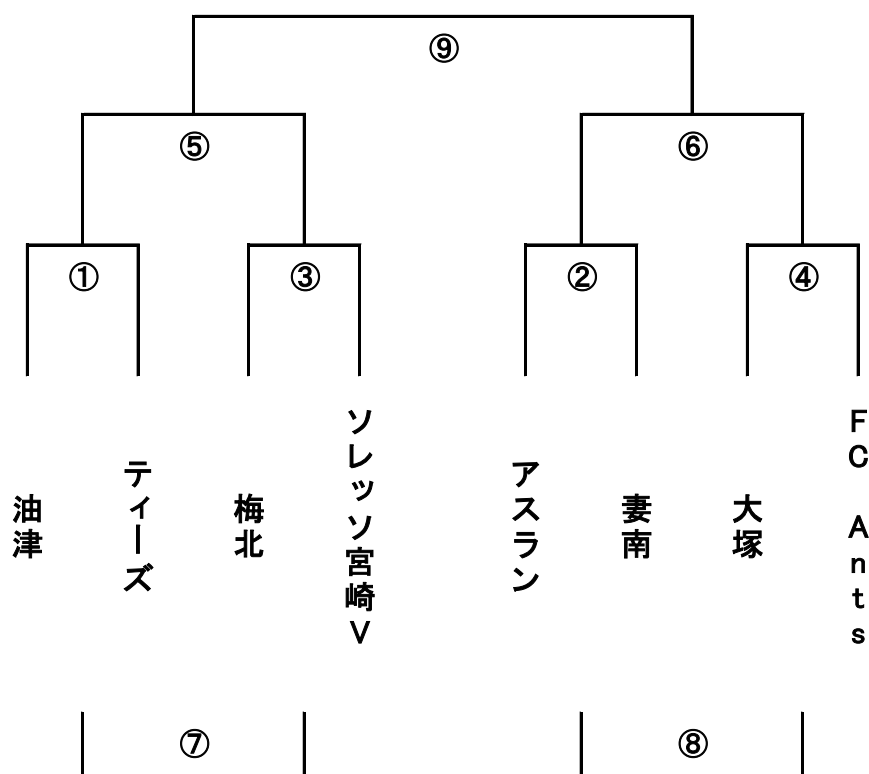 ⑨
⑤
⑥
①
③
②
④
油津
ティーズ
梅北
ソレッソ宮崎V
アスラン
妻南
大塚
FC Ants
⑦
⑧